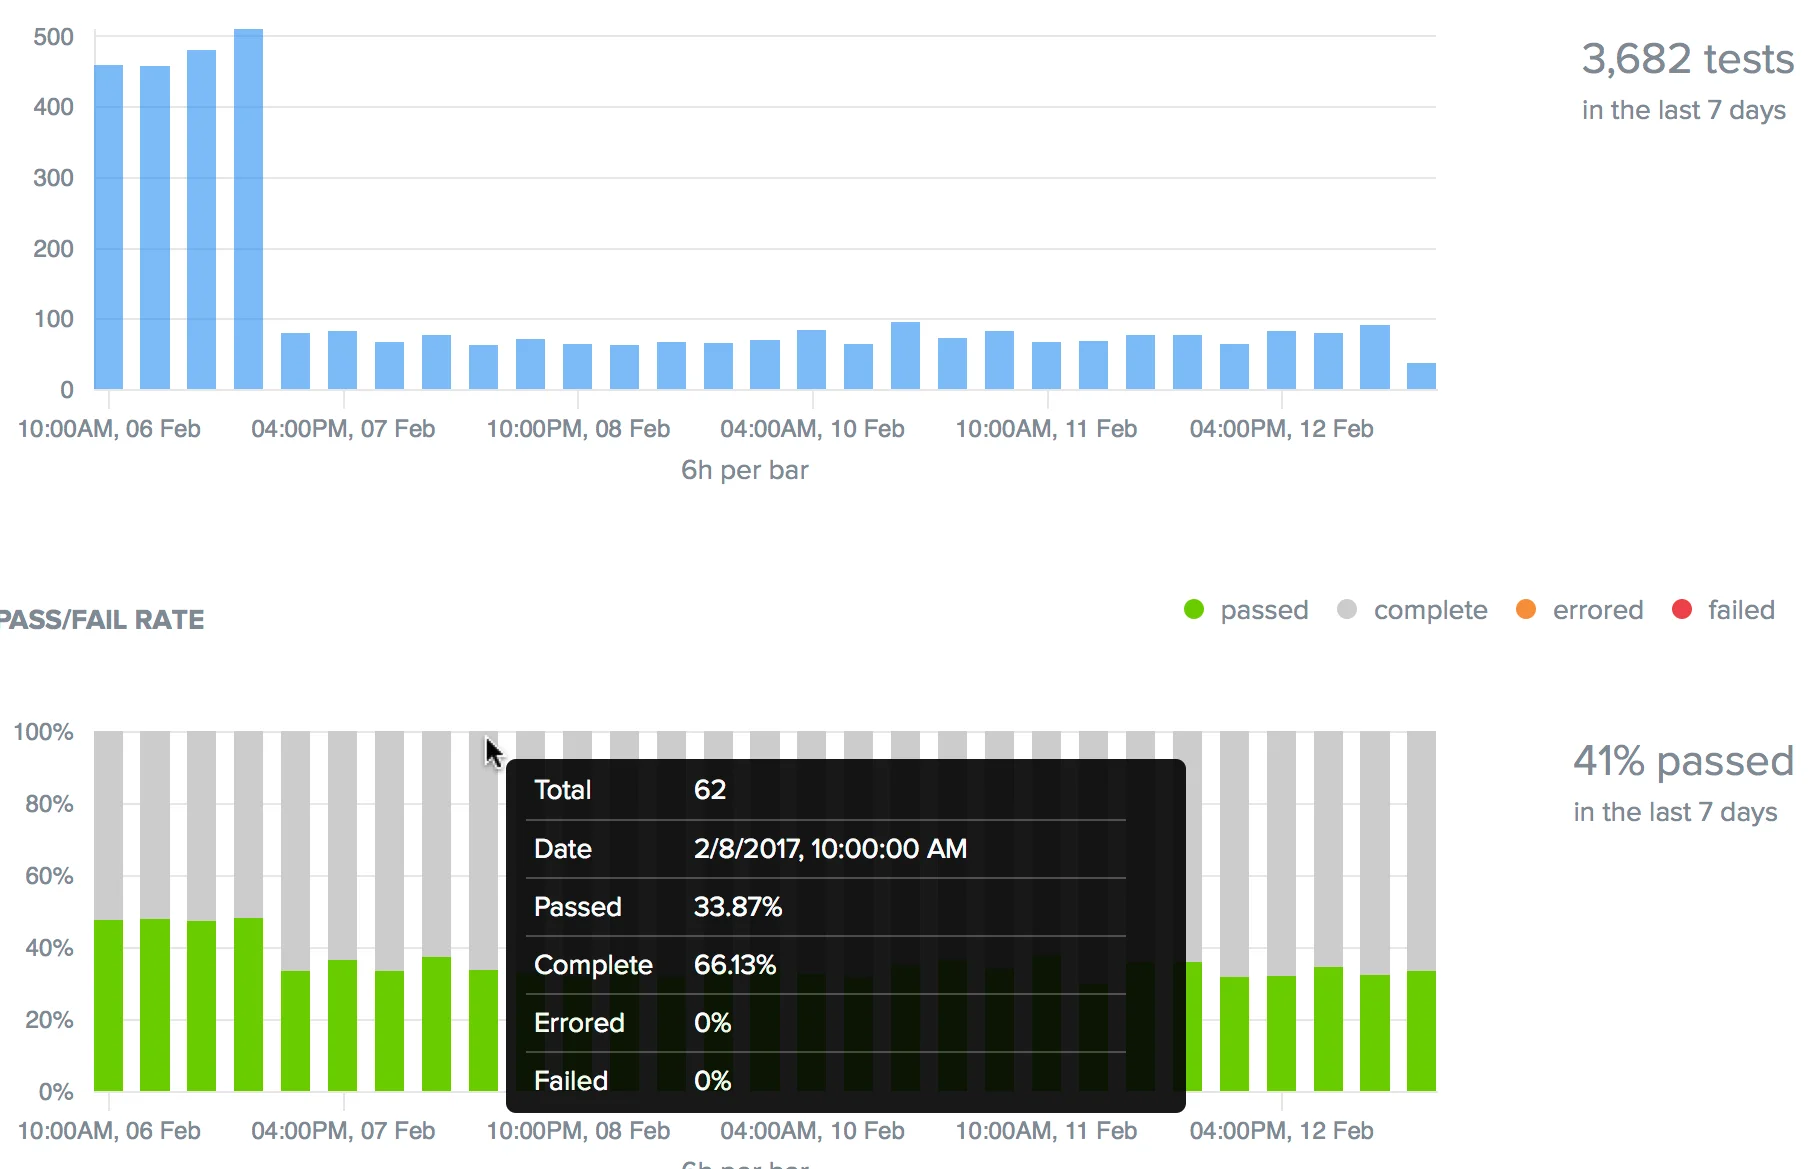 500
400
300
200
100
0
10:00AM, 06 Feb 04:00PM, 07 Feb 10:00PM, 08 Feb 04:00AM, 10 Feb 10:00AM, 11 Feb 04:00PM, 12 Feb
6h per bar
3,682 tests
in the last 7 days
PASS/FAIL RATE
passed complete errored failed
100%
80%
60%
40%
20%
0%
Total 62
Date 2/8/2017, 10:00:00 AM
Passed 33.87%
Complete 66.13%
Errored 0%
Failed 0%
10:00AM, 06 Feb 04:00PM, 07 Feb 10:00PM, 08 Feb 04:00AM, 10 Feb 10:00AM, 11 Feb 04:00PM, 12 Feb
6h per bar
41% passed
in the last 7 days